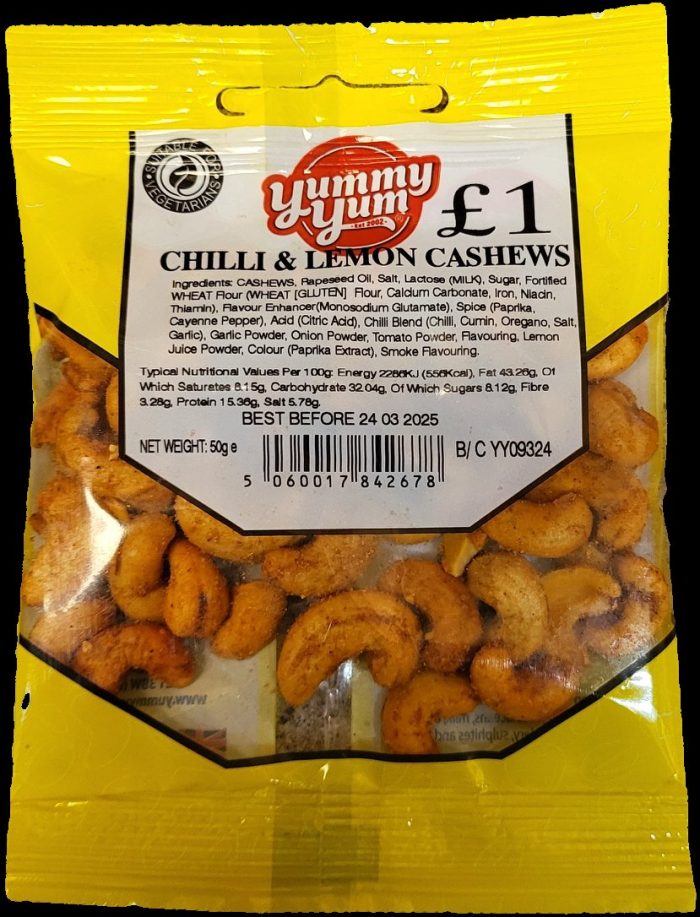 SUITABLE FOR VEGETARIANS
Yummy
Yum
®
Est 2002
£1
CHILLI & LEMON CASHEWS
Ingredients: CASHEWS, Rapeseed Oil, Salt, Lactose (MILK), Sugar, Fortified
WHEAT Flour (WHEAT [GLUTEN] Flour, Calcium Carbonate, Iron, Niacin,
Thiamin), Flavour Enhancer(Monosodium Glutamate), Spice (Paprika,
Cayenne Pepper), Acid (Citric Acid), Chilli Blend (Chilli, Cumin, Oregano, Salt,
Garlic), Garlic Powder, Onion Powder, Tomato Powder, Flavouring, Lemon
Juice Powder, Colour (Paprika Extract), Smoke Flavouring.
Typical Nutritional Values Per 100g: Energy 2286KJ (556Kcal), Fat 43.26g, Of
Which Saturates 8.15g, Carbohydrate 32.04g, Of Which Sugars 8.12g, Fibre
3.28g, Protein 15.36g, Salt 5.78g.
BEST BEFORE 24 03 2025
NET WEIGHT: 50g e
B/ C YY09324
5 060017 842678
www.yummy
sulphites and